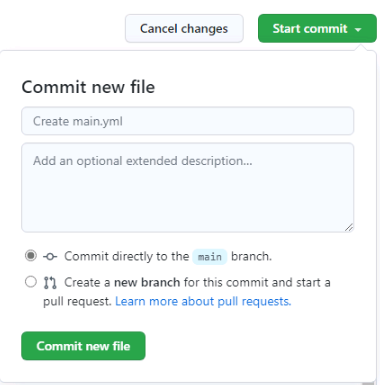 Cancel changes
Start commit
Commit new file
Create main.yml
Add an optional extended description...
Commit directly to the main branch.
Create a new branch for this commit and start a
pull request. Learn more about pull requests.
Commit new file